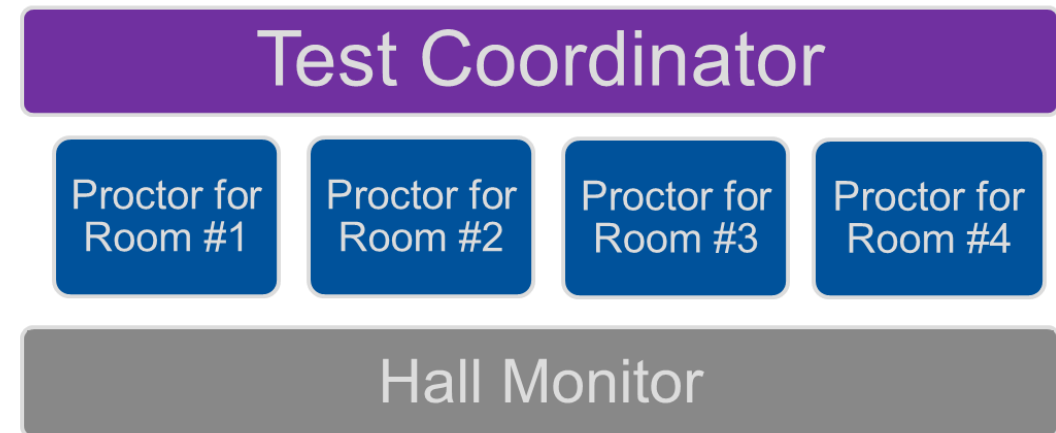 Test Coordinator
Proctor for
Room #1
Proctor for
Room #2
Proctor for
Room #3
Proctor for
Room #4
Hall Monitor